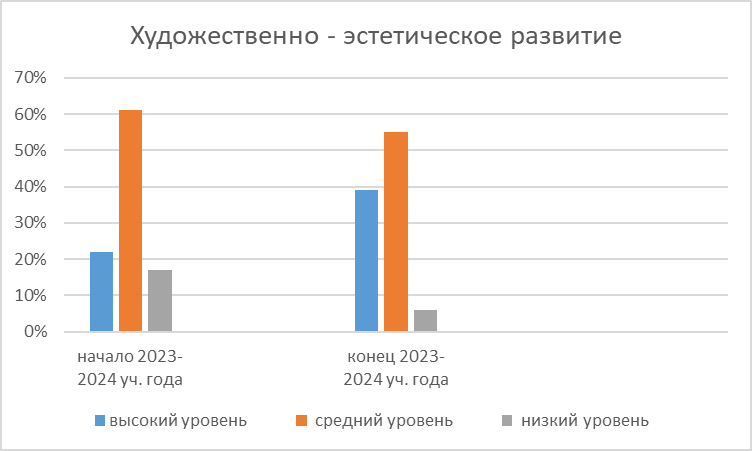 Художественно - эстетическое развитие
70%
60%
50%
40%
30%
20%
10%
0%
начало 2023-
2024 уч. года
конец 2023-
2024 уч. года
высокий уровень
средний уровень
низкий уровень